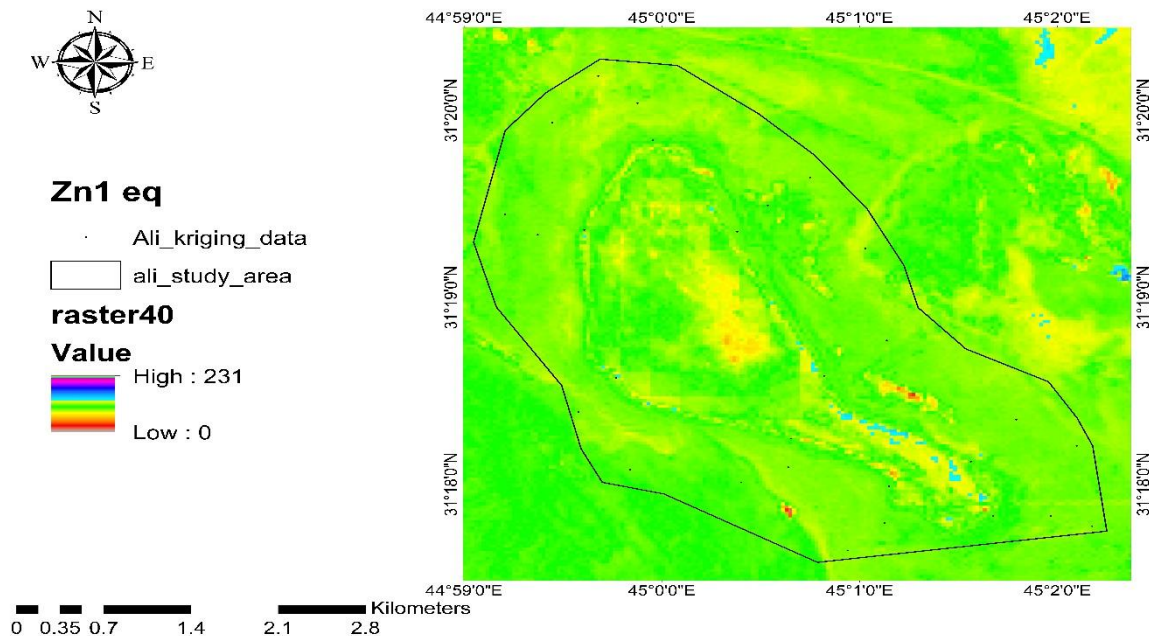 44°59'0"E 45°0'0"E 45°1'0"E 45°2'0"E
N
W E
S
31°20'0"N 31°20'0"N
Zn1 eq
Ali_kriging_data
ali_study_area
raster40
Value
High : 231
Low : 0
31°19'0"N 31°19'0"N
31°18'0"N 31°18'0"N
44°59'0"E 45°0'0"E 45°1'0"E 45°2'0"E
Kilometers
0 0.35 0.7 1.4 2.1 2.8